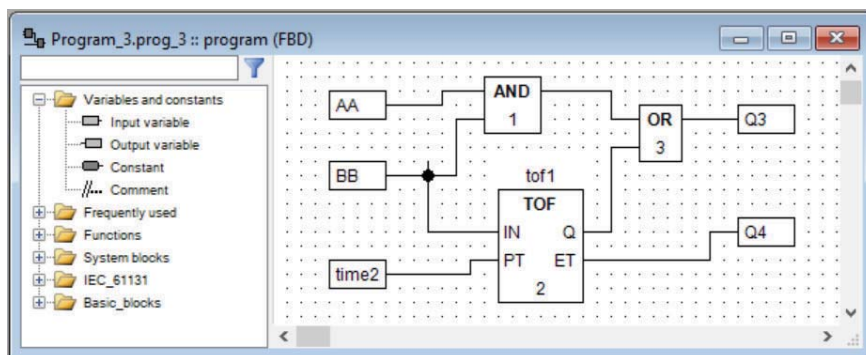 Program_3.prog_3 :: program (FBD)
Variables and constants
Input variable
Output variable
Constant
//... Comment
Frequently used
Functions
System blocks
IEC_61131
Basic_blocks
AA
AND
1
OR
3
Q3
BB
tof1
TOF
IN Q
PT ET
2
Q4
time2